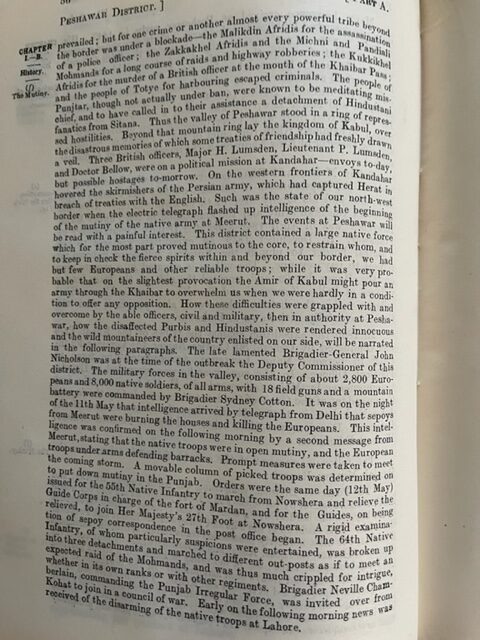 PESHAWAR DISTRICT. ]
[ PART A.
CHAPTER
I.—B.
History.
The Mutiny.
prevailed; but for one crime or another almost every powerful tribe beyond
the border was under a blockade—the Malikdin Afridis for the assassination
of a police officer; the Zakkakhel Afridis and the Michni and Pandiali
Mohmands for a long course of raids and highway robberies; the Kukkikhel
Afridis for the murder of a British officer at the mouth of the Khaibar Pass;
and the people of Totye for harbouring escaped criminals. The people of
Punjtar, though not actually under ban, were known to be meditating mis-
chief, and to have called in to their assistance a detachment of Hindustani
fanatics from Sitana. Thus the valley of Peshawar stood in a ring of repres-
sed hostilities. Beyond that mountain ring lay the kingdom of Kabul, over
the disastrous memories of which some treaties of friendship had freshly drawn
a veil. Three British officers, Major H. Lumsden, Lieutenant P. Lumsden,
and Doctor Bellow, were on a political mission at Kandahar—envoys to-day,
but possible hostages to-morrow. On the western frontiers of Kandahar
hovered the skirmishers of the Persian army, which had captured Herat in
breach of treaties with the English. Such was the state of our north-west
border when the electric telegraph flashed up intelligence of the beginning
of the mutiny of the native army at Meerut. The events at Peshawar will
be read with a painful interest. This district contained a large native force
which for the most part proved mutinous to the core, to restrain whom, and
to keep in check the fierce spirits within and beyond our border, we had
but few Europeans and other reliable troops; while it was very pro-
bable that on the slightest provocation the Amir of Kabul might pour an
army through the Khaibar to overwhelm us when we were hardly in a condi-
tion to offer any opposition. How these difficulties were grappled with and
overcome by the able officers, civil and military, then in authority at Pesha-
war, how the disaffected Purbis and Hindustanis were rendered innocuous
and the wild mountaineers of the country enlisted on our side, will be narrated
in the following paragraphs. The late lamented Brigadier-General John
Nicholson was at the time of the outbreak the Deputy Commissioner of this
district. The military forces in the valley, consisting of about 2,800 Euro-
peans and 8,000 native soldiers, of all arms, with 18 field guns and a mountain
battery were commanded by Brigadier Sydney Cotton. It was on the night
of the 11th May that intelligence arrived by telegraph from Delhi that sepoys
from Meerut were burning the houses and killing the Europeans. This intel-
ligence was confirmed on the following morning by a second message from
Meerut, stating that the native troops were in open mutiny, and the European
troops under arms defending barracks. Prompt measures were taken to meet
the coming storm. A movable column of picked troops was determined on
to put down mutiny in the Punjab. Orders were the same day (12th May)
issued for the 55th Native Infantry to march from Nowshera and relieve the
Guide Corps in charge of the fort of Mardan, and for the Guides, on being
relieved, to join Her Majesty's 27th Foot at Nowshera. A rigid examina-
tion of sepoy correspondence in the post office began. The 64th Native
Infantry, of whom particularly suspicions were entertained, was broken up
into three detachments and marched to different out-posts as if to meet an
expected raid of the Mohmands, and was thus much crippled for intrigue,
whether in its own ranks or with other regiments. Brigadier Neville Cham-
berlain, commanding the Punjab Irregular Force, was invited over from
Kohat to join in a council of war. Early on the following morning news was
received of the disarming of the native troops at Lahore.